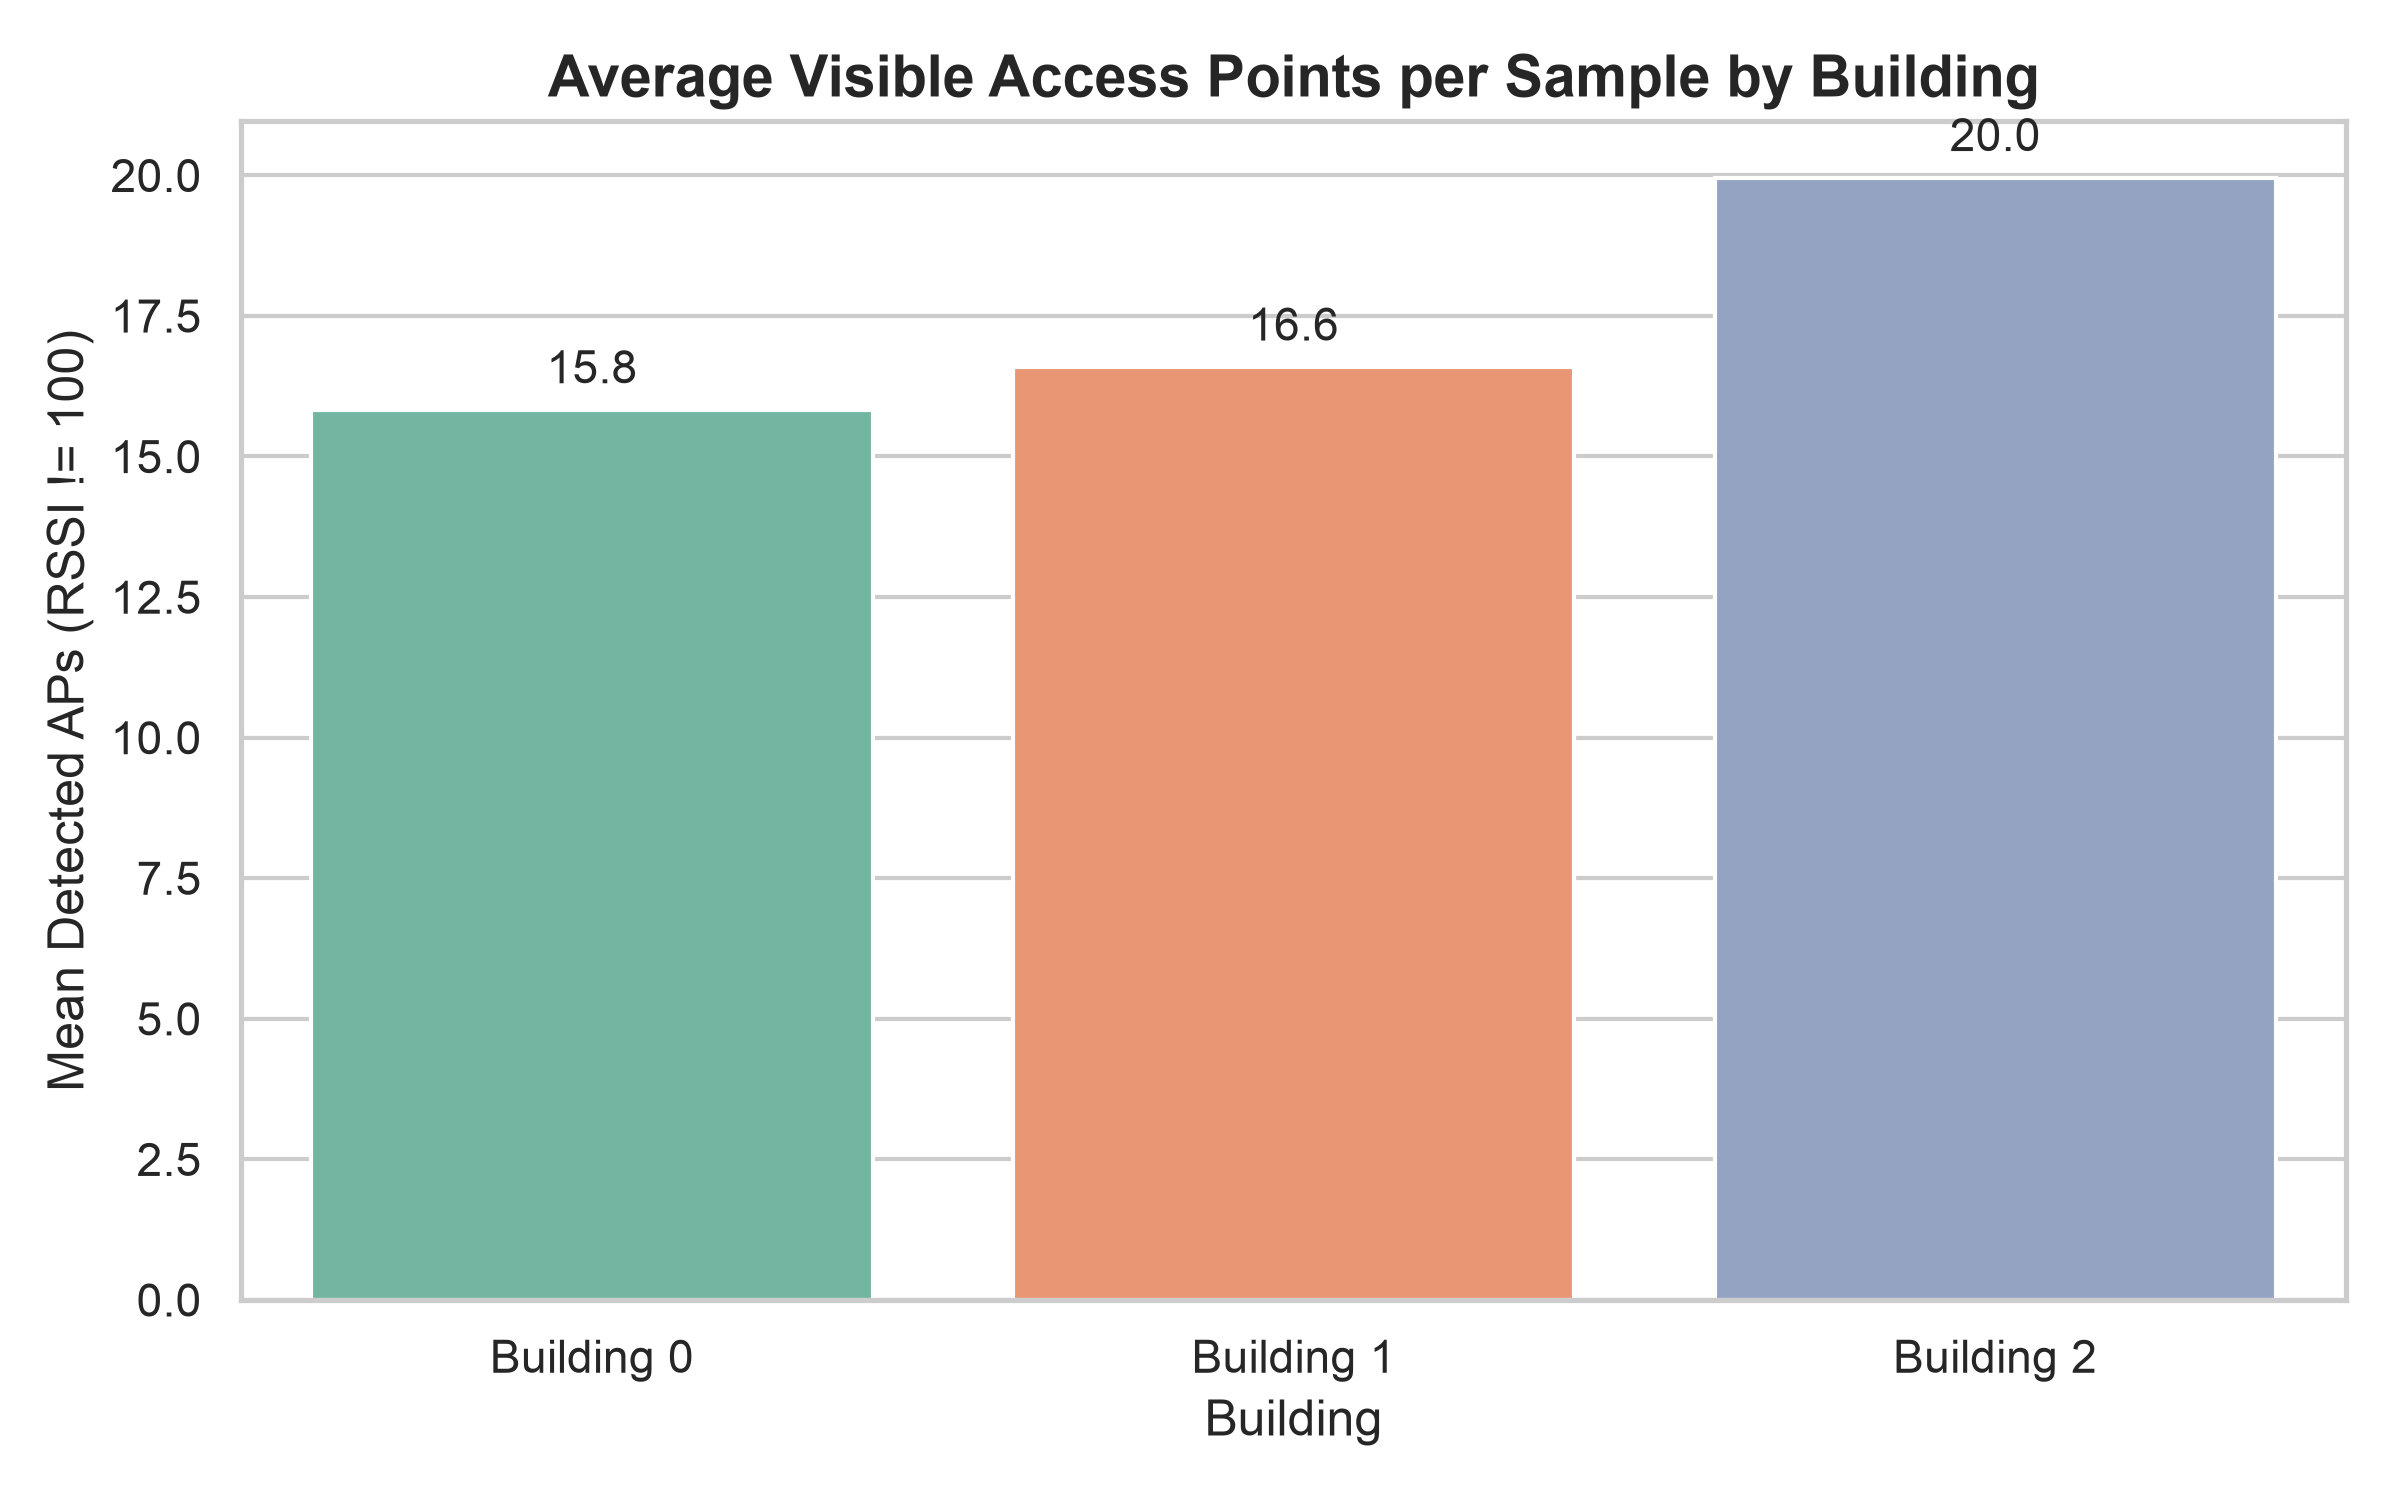 Average Visible Access Points per Sample by Building
20.0
17.5
15.0
12.5
10.0
7.5
5.0
2.5
0.0
Mean Detected APs (RSSI != 100)
15.8
16.6
20.0
Building 0
Building 1
Building 2
Building